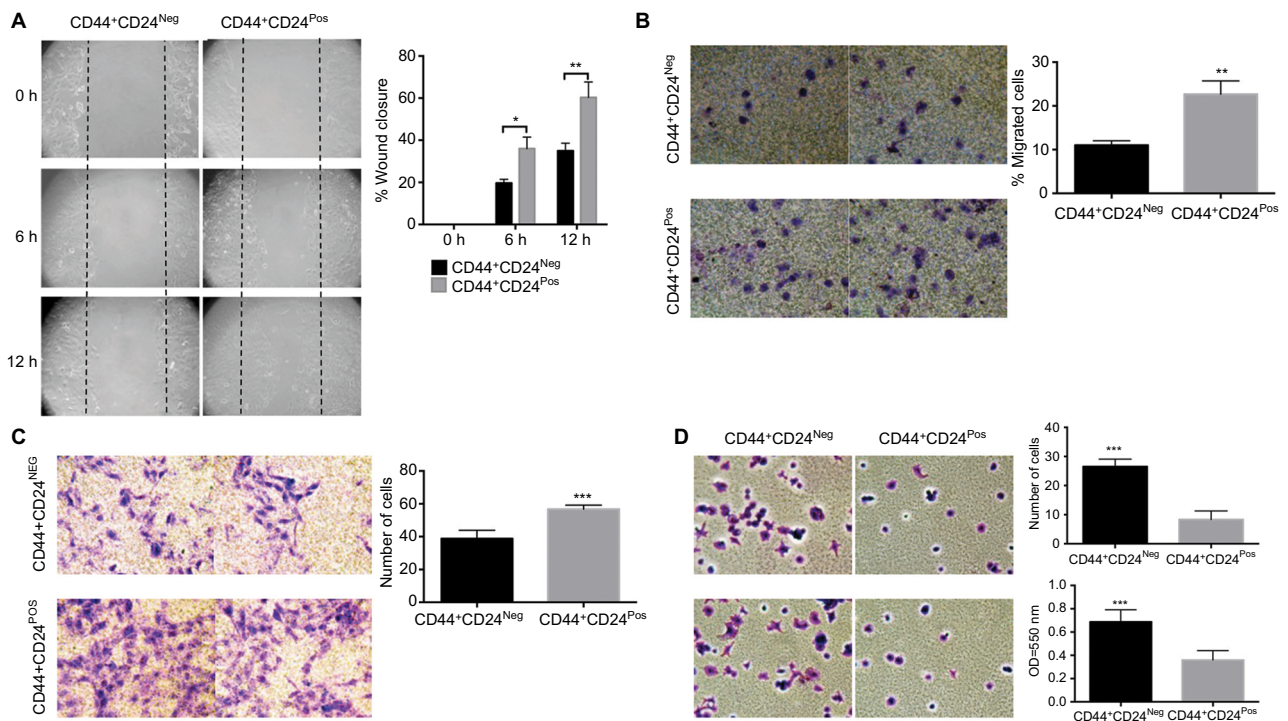 A
CD44⁺CD24ᴺᵉᵍ
CD44⁺CD24ᴾᵒˢ
0 h
6 h
12 h
80
60
40
20
0
% Wound closure
*
**
0 h
6 h
12 h
CD44⁺CD24ᴺᵉᵍ
CD44⁺CD24ᴾᵒˢ
B
CD44⁺CD24ᴺᵉᵍ
CD44⁺CD24ᴾᵒˢ
30
20
10
0
% Migrated cells
**
CD44⁺CD24ᴺᵉᵍ
CD44⁺CD24ᴾᵒˢ
C
CD44+CD24ᴺᴱᴳ
CD44+CD24ᴾᴼˢ
80
60
40
20
0
Number of cells
***
CD44+CD24ᴺᵉᵍ
CD44+CD24ᴾᵒˢ
D
CD44⁺CD24ᴺᵉᵍ
CD44⁺CD24ᴾᵒˢ
40
30
20
10
0
Number of cells
***
CD44⁺CD24ᴺᵉᵍ
CD44⁺CD24ᴾᵒˢ
1.0
0.8
0.6
0.4
0.2
0.0
OD=550 nm
***
CD44⁺CD24ᴺᵉᵍ
CD44⁺CD24ᴾᵒˢ